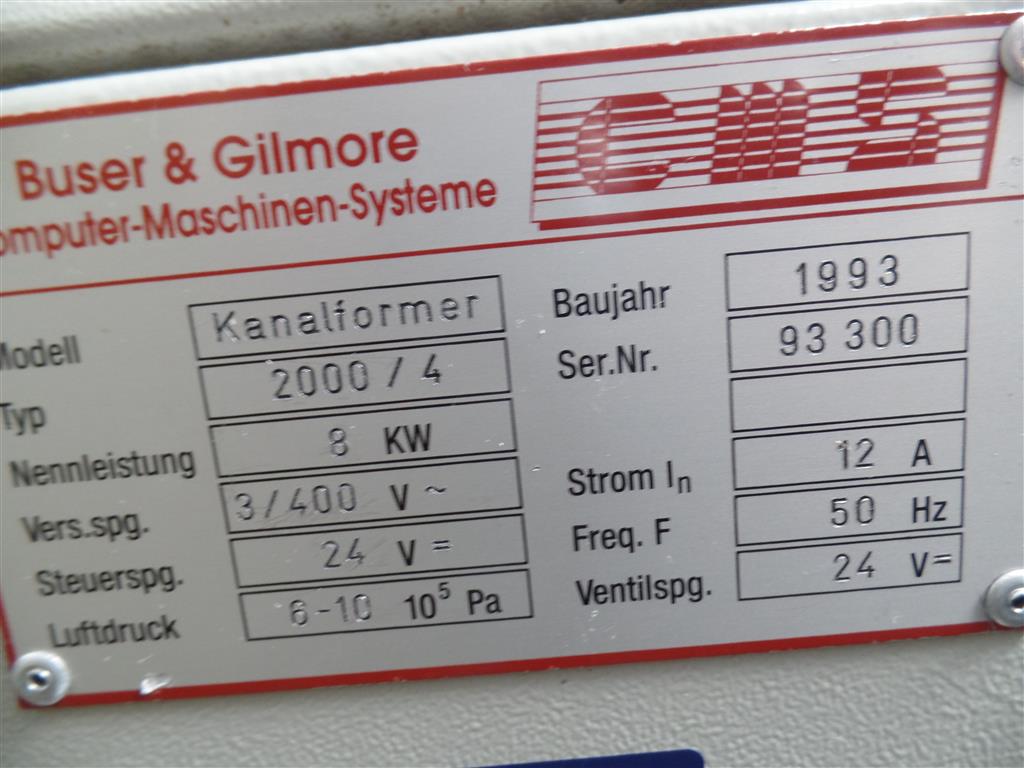 Buser & Gilmore
omputer-Maschinen-Systeme
CMS
Modell Kanalformer
Typ 2000 / 4
Nennleistung 8 KW
Vers.spg. 3/400 V ~
Steuerspg. 24 V =
Luftdruck 6-10 10⁵ Pa
Baujahr 1993
Ser.Nr. 93 300
Strom Iₙ 12 A
Freq. F 50 Hz
Ventilspg. 24 V=